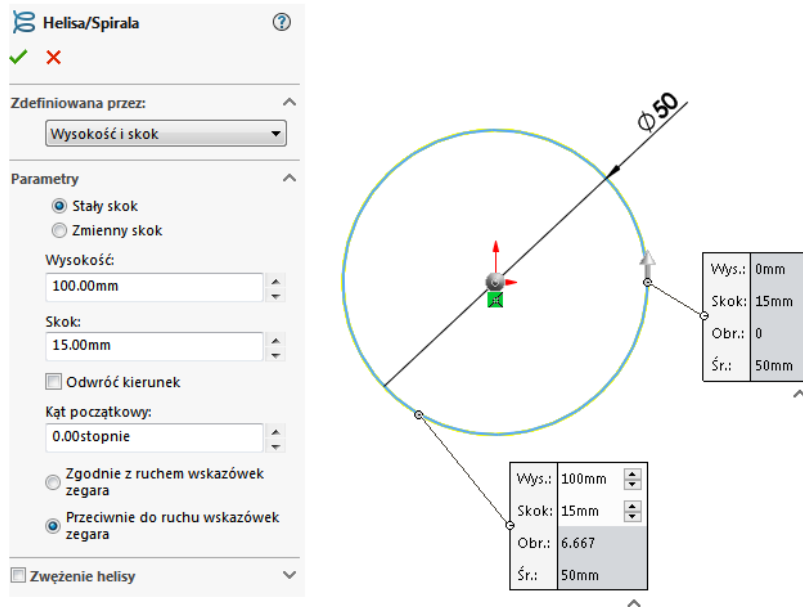 Helisa/Spirala
Zdefiniowana przez:
Wysokość i skok
Parametry
Stały skok
Zmienny skok
Wysokość:
100.00mm
Skok:
15.00mm
Odwróć kierunek
Kąt początkowy:
0.00stopnie
Zgodnie z ruchem wskazówek
zegara
Przeciwnie do ruchu wskazówek
zegara
Zwężenie helisy
∅50
Wys.: 0mm
Skok: 15mm
Obr.: 0
Śr.: 50mm
Wys.: 100mm
Skok: 15mm
Obr.: 6.667
Śr.: 50mm